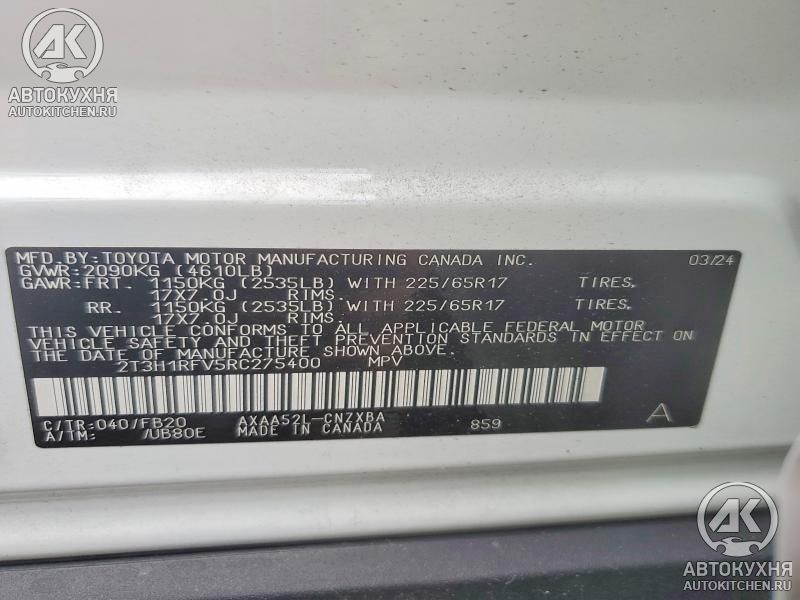 АК
АВТОКУХНЯ
AUTOKITCHEN.RU
MFD.BY:TOYOTA MOTOR MANUFACTURING CANADA INC. 03/24
GVWR:2090KG (4610LB)
GAWR:FRT. 1150KG (2535LB) WITH 225/65R17 TIRES,
17X7.0J RIMS,
RR. 1150KG (2535LB) WITH 225/65R17 TIRES,
17X7.0J RIMS.
THIS VEHICLE CONFORMS TO ALL APPLICABLE FEDERAL MOTOR
VEHICLE SAFETY AND THEFT PREVENTION STANDARDS IN EFFECT ON
THE DATE OF MANUFACTURE SHOWN ABOVE.
2T3H1RFV5RC275400 MPV
C/TR:040/FB20 AXAA52L-CNZXBA 859 A
A/TM: /UB80E MADE IN CANADA
АК
АВТОКУХНЯ
AUTOKITCHEN.RU